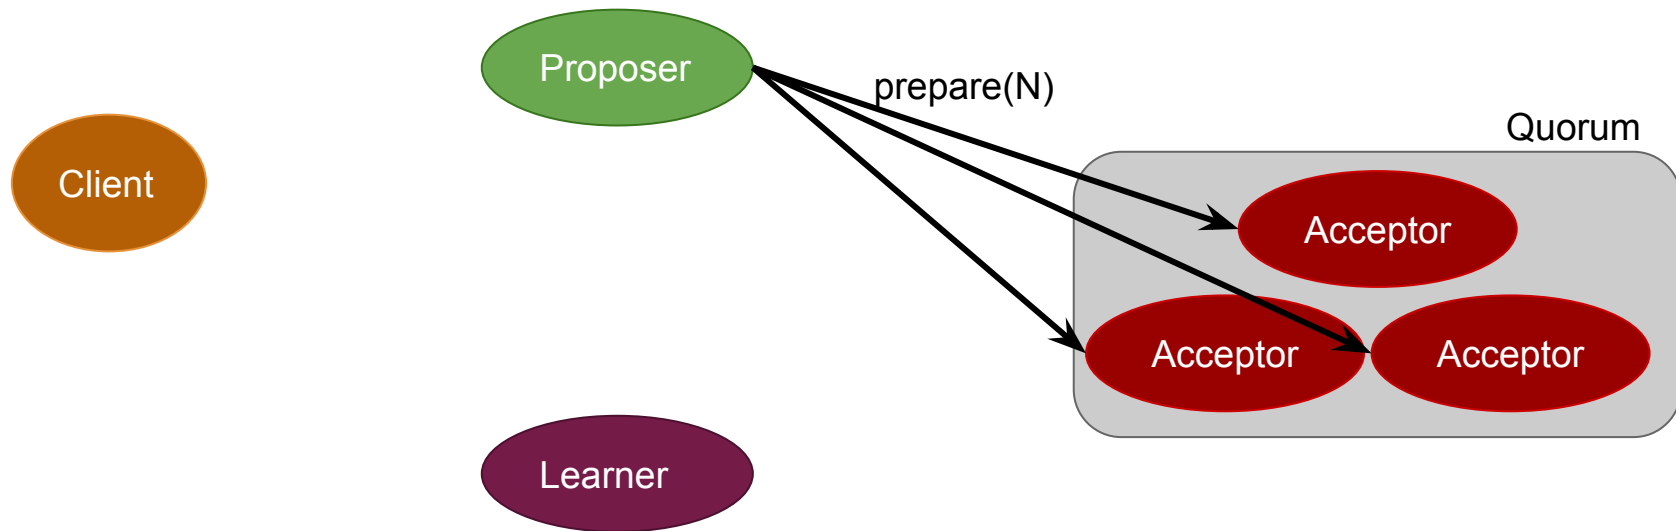 Proposer
prepare(N)
Quorum
Client
Acceptor
Acceptor
Acceptor
Learner